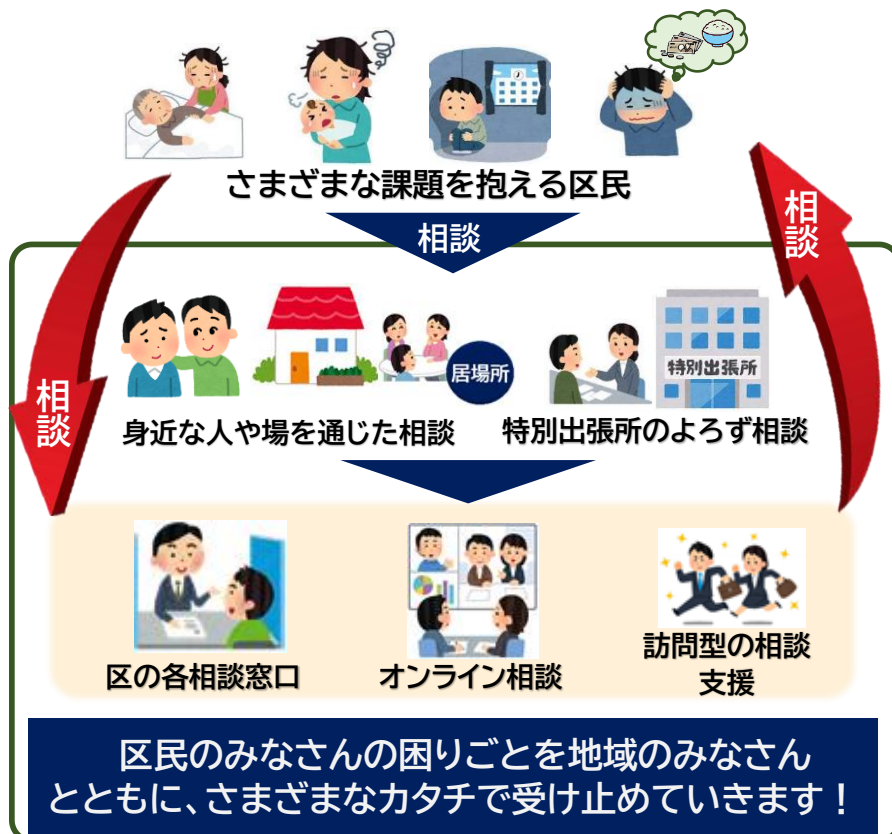 さまざまな課題を抱える区民
相談
相談
相談
居場所
特別出張所
身近な人や場を通じた相談
特別出張所のよろず相談
区の各相談窓口
オンライン相談
訪問型の相談
支援
区民のみなさんの困りごとを地域のみなさん
とともに、さまざまなカタチで受け止めていきます！